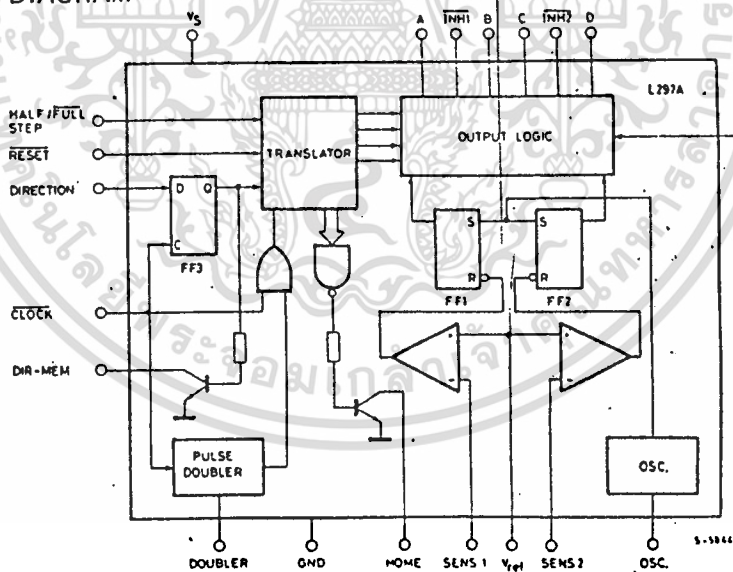 DIAGRAM
VS
A
INH1
B
C
INH2
D
L297A
HALF/FULL
STEP
RESET
DIRECTION
CLOCK
DIR-MEM
TRANSLATOR
OUTPUT LOGIC
D Q
C
FF3
S
R
FF1
S
R
FF2
+
-
+
-
PULSE
DOUBLER
OSC.
DOUBLER
GND
HOME
SENS 1
Vref
SENS 2
OSC.